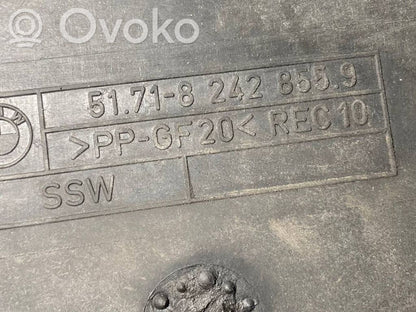 Ovoko
51.71-8 242 855.9
>PP-GF20< REC10
SSW